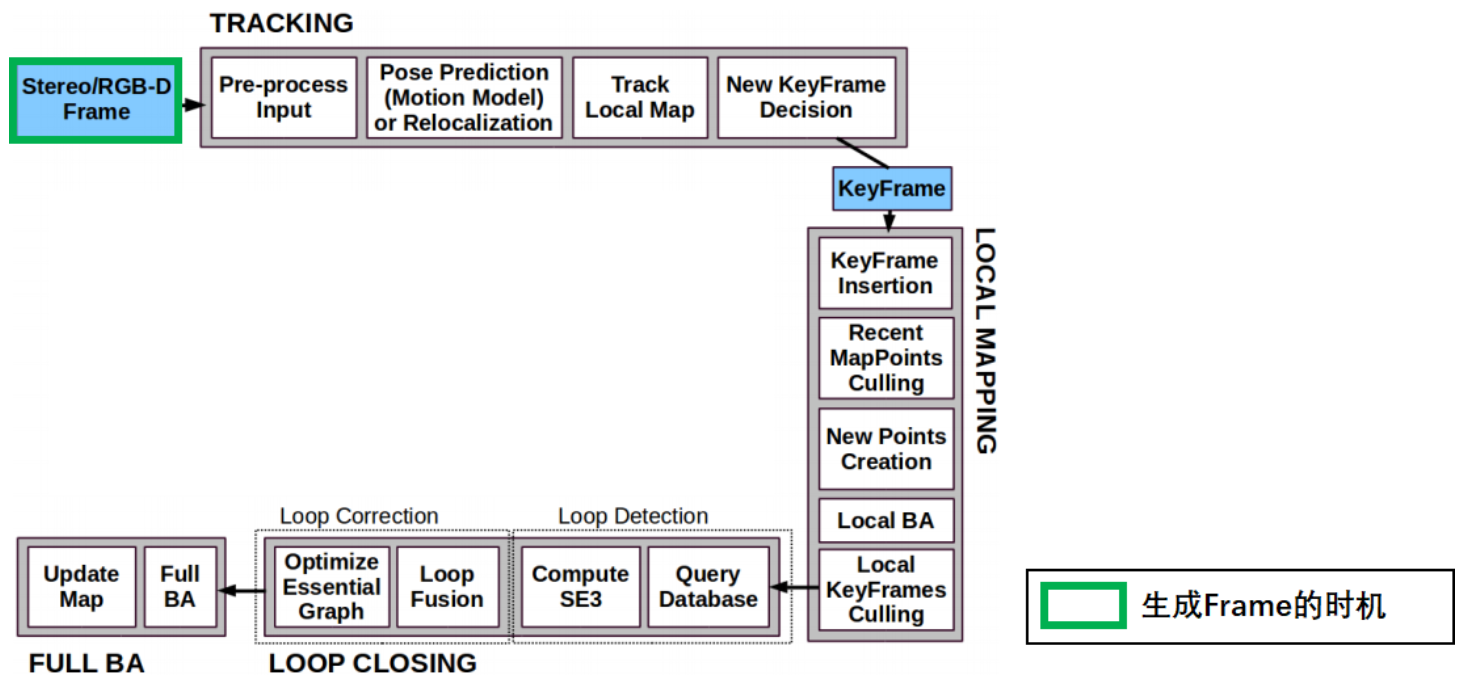 TRACKING
Stereo/RGB-D
Frame
Pre-process
Input
Pose Prediction
(Motion Model)
or Relocalization
Track
Local Map
New KeyFrame
Decision
KeyFrame
LOCAL MAPPING
KeyFrame
Insertion
Recent
MapPoints
Culling
New Points
Creation
Local BA
Local
KeyFrames
Culling
Loop Correction
Loop Detection
Update
Map
Full
BA
Optimize
Essential
Graph
Loop
Fusion
Compute
SE3
Query
Database
FULL BA
LOOP CLOSING
生成Frame的时机